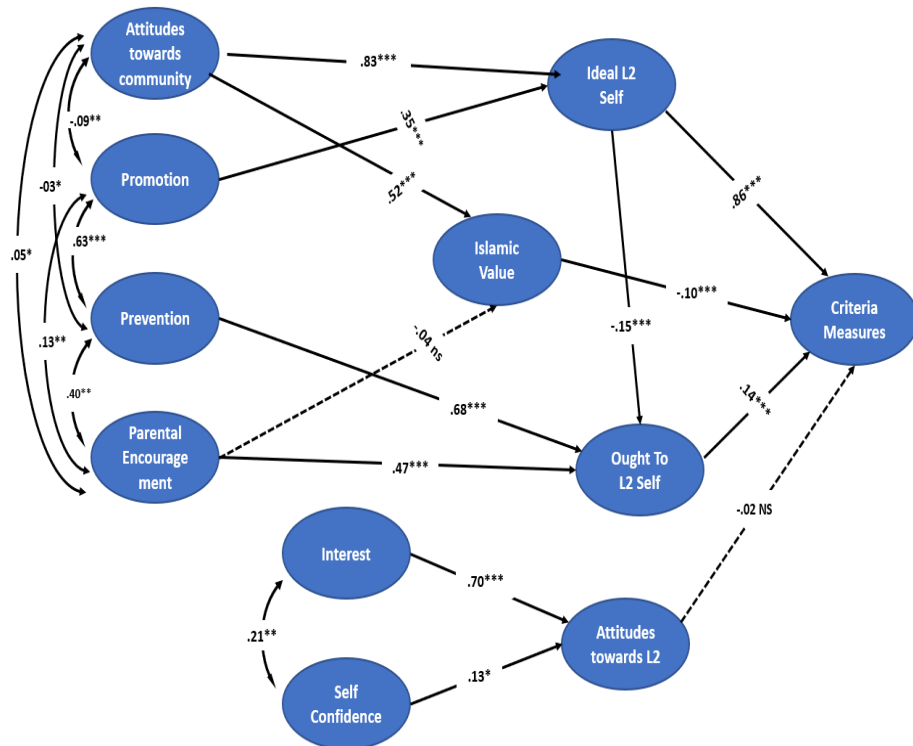 Attitudes
towards
community
.83***
Ideal L2
Self
-.09**
.35***
Promotion
.52***
.86***
-03*
.63***
.05*
Islamic
Value
-.10***
Prevention
Criteria
Measures
-.15***
.13**
-.04 ns
.40**
.68***
.14***
Parental
Encourage
ment
.47***
Ought To
L2 Self
-.02 NS
Interest
.70***
.21**
Attitudes
towards L2
.13*
Self
Confidence